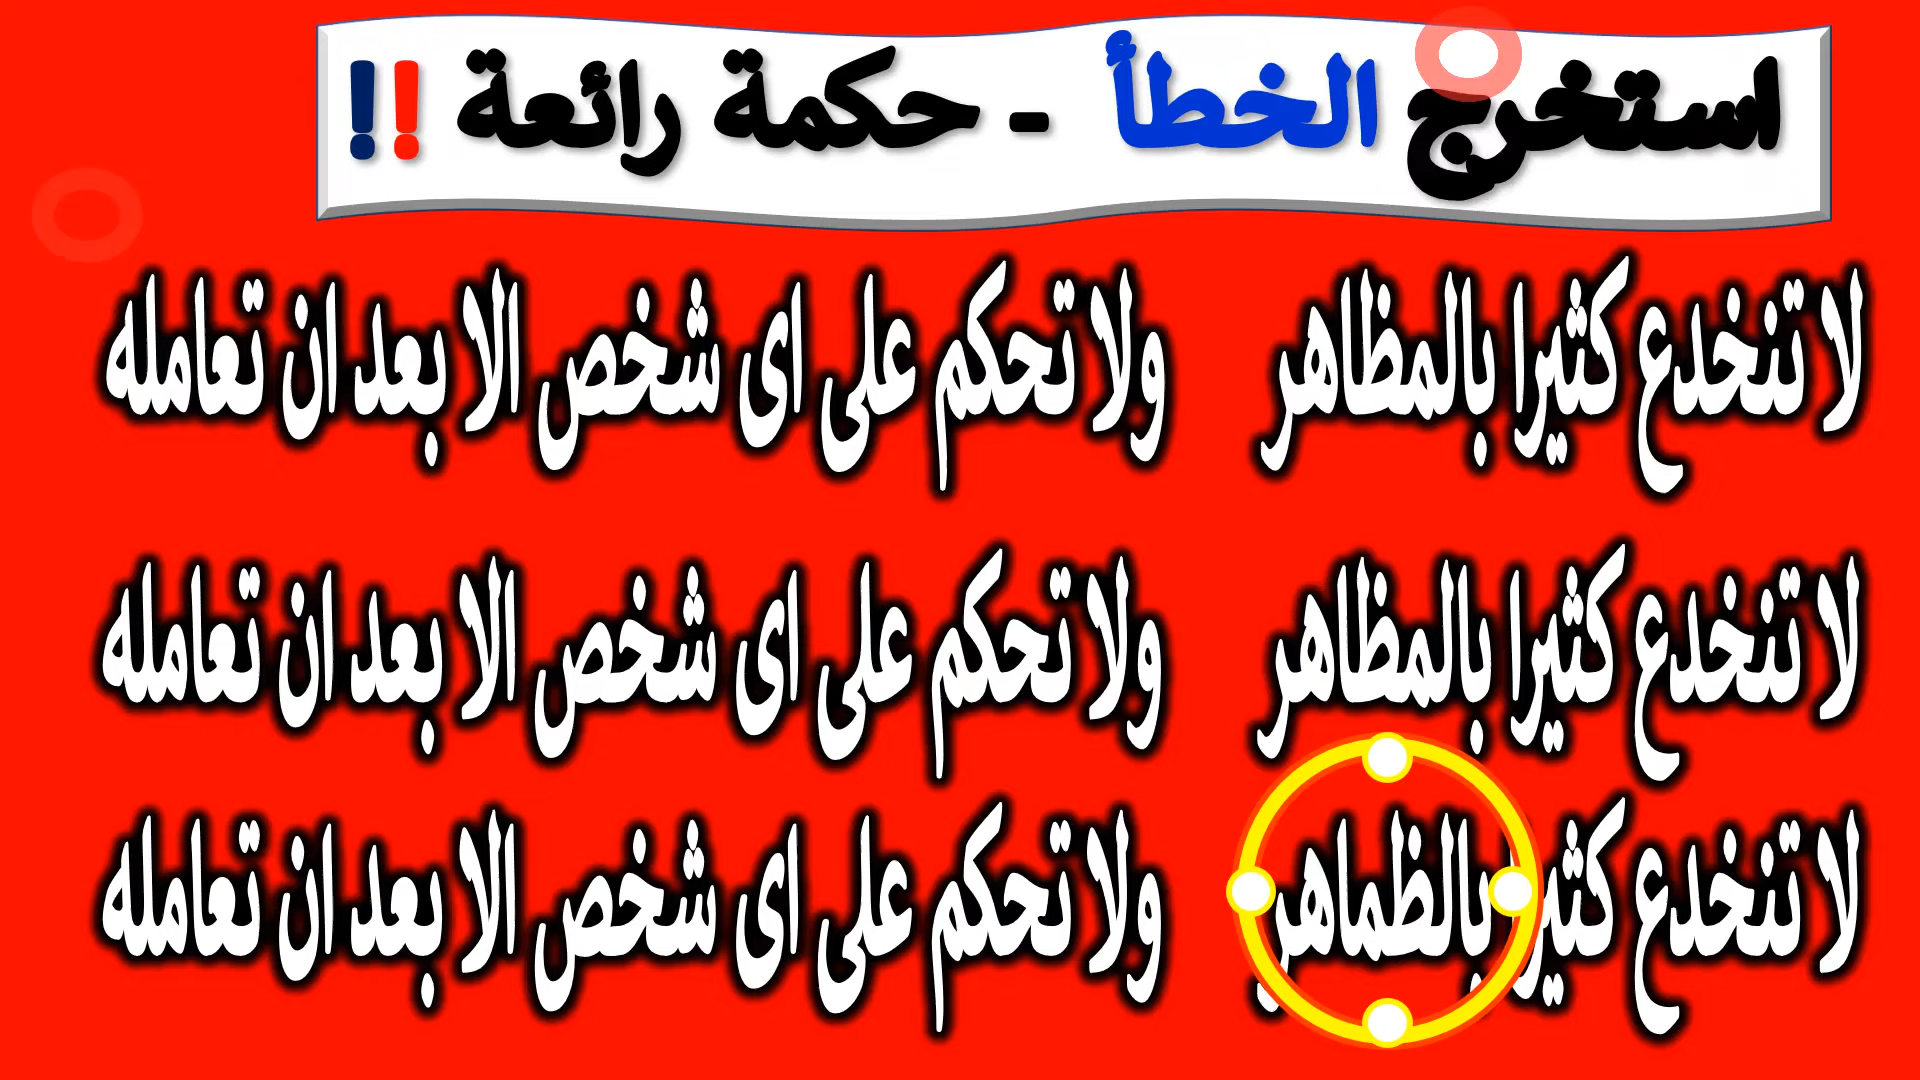 استخرج الخطأ - حكمة رائعة !!
لا تنخدع كثيرا بالمظاهر ولا تحكم على اى شخص الا بعد ان تعامله
لا تنخدع كثيرا بالمظاهر ولا تحكم على اى شخص الا بعد ان تعامله
لا تنخدع كثيرا بالظماهر ولا تحكم على اى شخص الا بعد ان تعامله